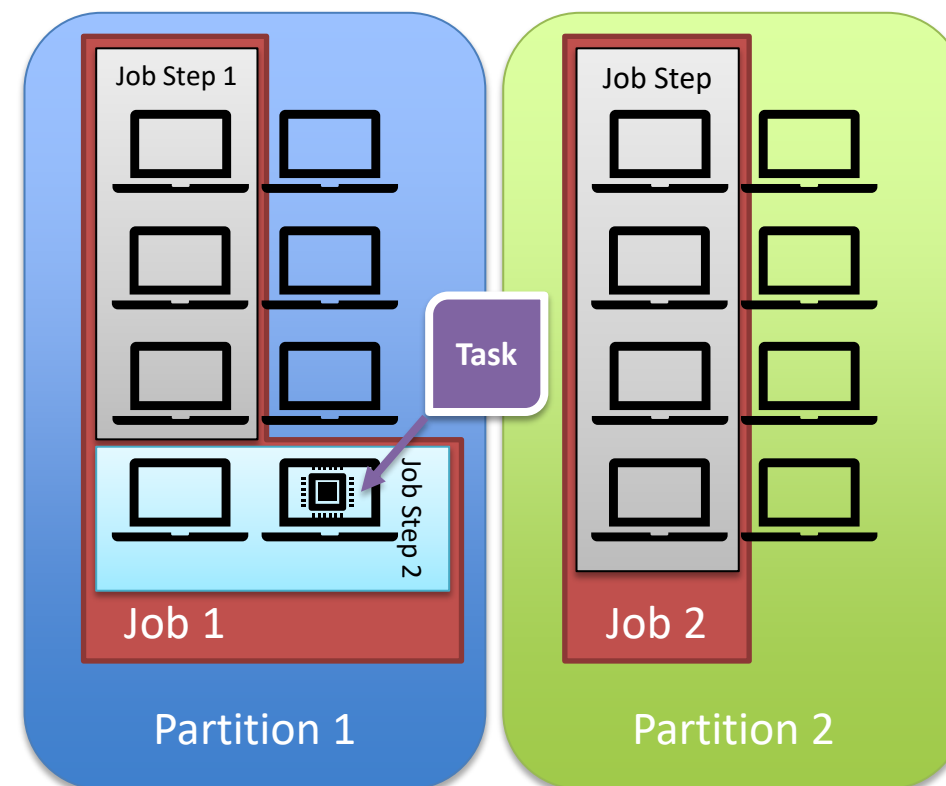 Job Step 1
Job Step
Task
Job Step 2
Job 1
Job 2
Partition 1
Partition 2